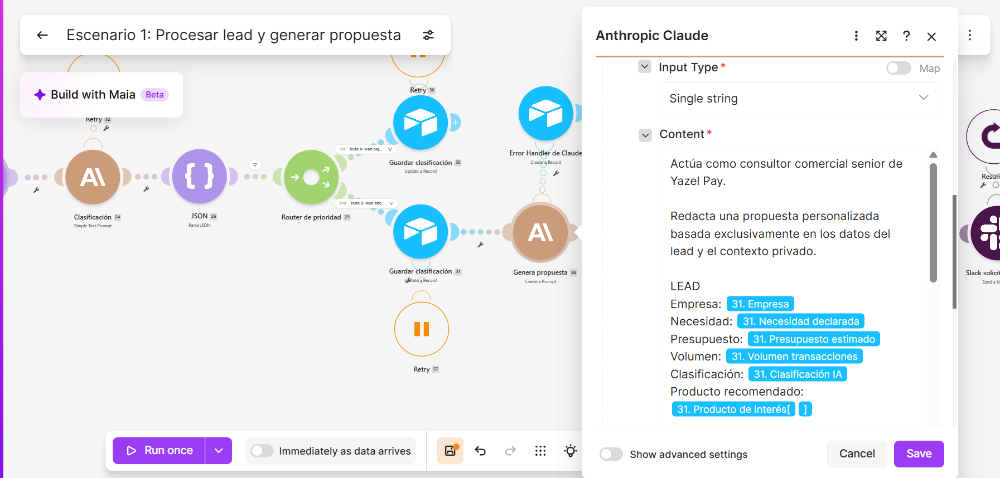 Escenario 1: Procesar lead y generar propuesta
Build with Maia Beta
Retry 52
Clasificación 24
Simple Text Prompt
JSON 26
Parse JSON
Router de prioridad 29
1st Ruta A: lead baj...
2nd Ruta B: lead alto...
Retry 56
Guardar clasificación 30
Update a Record
Guardar clasificación 31
Update a Record
Retry 57
Error Handler de Claude
Create a Record
Genera propuesta 34
Create a Prompt
Resum
Slack solicit
Send a M
Run once
Immediately as data arrives
Anthropic Claude
?
Input Type *
Map
Single string
Content *
Actúa como consultor comercial senior de
Yazel Pay.
Redacta una propuesta personalizada
basada exclusivamente en los datos del
lead y el contexto privado.
LEAD
Empresa: 31. Empresa
Necesidad: 31. Necesidad declarada
Presupuesto: 31. Presupuesto estimado
Volumen: 31. Volumen transacciones
Clasificación: 31. Clasificación IA
Producto recomendado:
31. Producto de interés[ ]
Show advanced settings
Cancel
Save